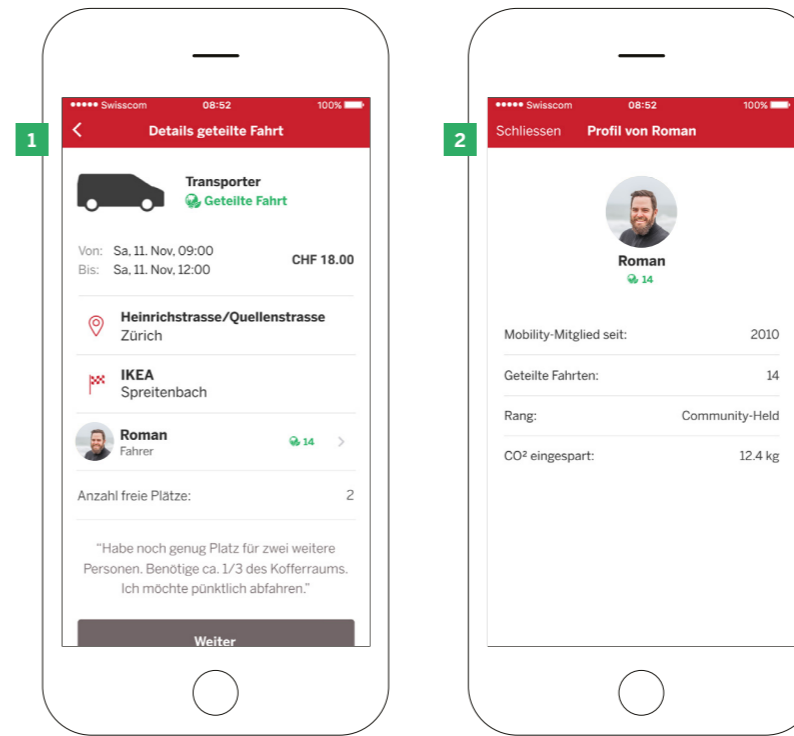 1
Swisscom 08:52 100%
Details geteilte Fahrt
Transporter
Geteilte Fahrt
Von: Sa, 11. Nov, 09:00
CHF 18.00
Bis: Sa, 11. Nov, 12:00
Heinrichstrasse/Quellenstrasse
Zürich
IKEA
Spreitenbach
Roman
14
Fahrer
Anzahl freie Plätze: 2
“Habe noch genug Platz für zwei weitere
Personen. Benötige ca. 1/3 des Kofferraums.
Ich möchte pünktlich abfahren.”
Weiter
2
Swisscom 08:52 100%
Schliessen Profil von Roman
Roman
14
Mobility-Mitglied seit: 2010
Geteilte Fahrten: 14
Rang: Community-Held
CO² eingespart: 12.4 kg